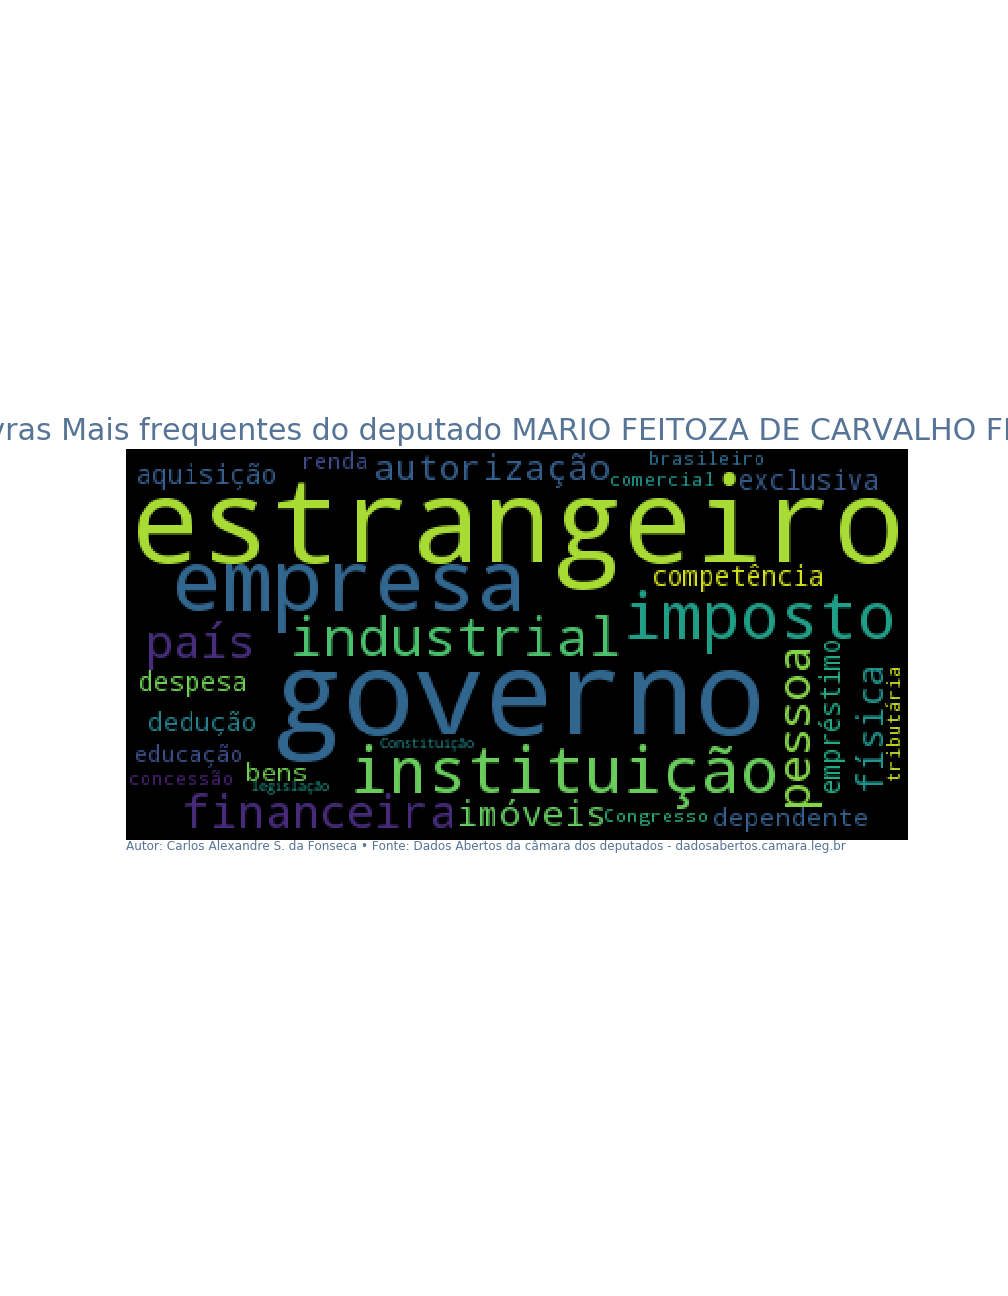 vras Mais frequentes do deputado MARIO FEITOZA DE CARVALHO F
aquisição
renda
autorização
brasileiro
comercial
exclusiva
estrangeiro
empresa
competência
imposto
país
industrial
despesa
governo
pessoa
empréstimo
física
tributária
dedução
educação
Constituição
concessão
bens
legislação
instituição
financeira
imóveis
Congresso
dependente
Autor: Carlos Alexandre S. da Fonseca • Fonte: Dados Abertos da câmara dos deputados - dadosabertos.camara.leg.br